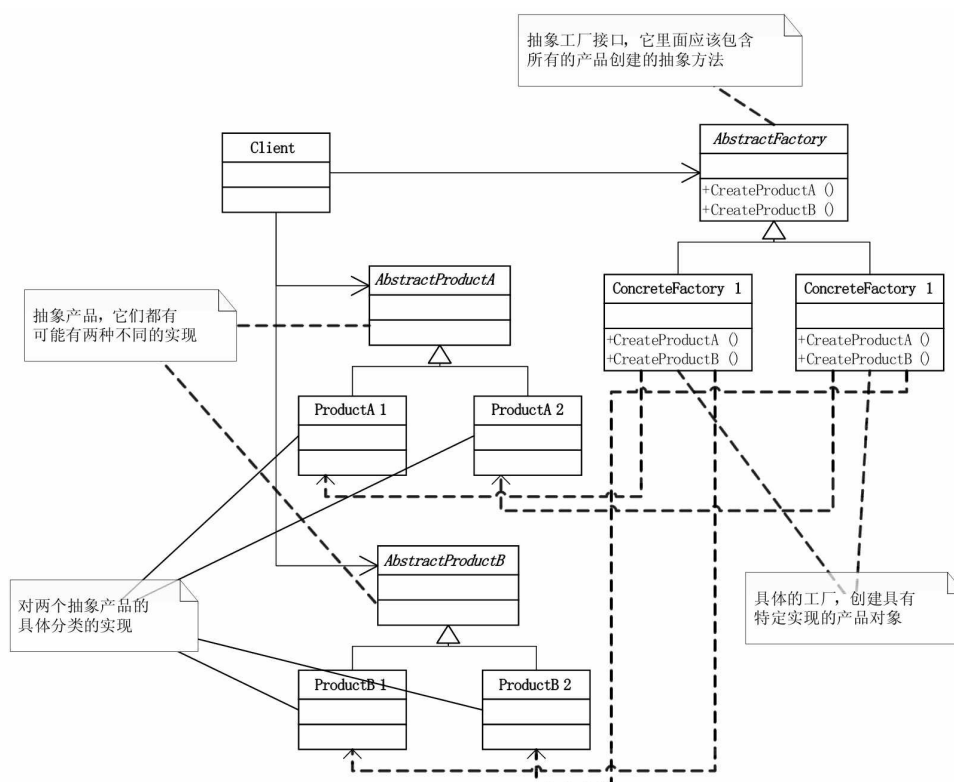 抽象工厂接口，它里面应该包含
所有的产品创建的抽象方法
Client
AbstractFactory
+CreateProductA ()
+CreateProductB ()
AbstractProductA
ConcreteFactory 1
+CreateProductA ()
+CreateProductB ()
ConcreteFactory 1
+CreateProductA ()
+CreateProductB ()
抽象产品，它们都有
可能有两种不同的实现
ProductA 1
ProductA 2
AbstractProductB
对两个抽象产品的
具体分类的实现
具体的工厂，创建具有
特定实现的产品对象
ProductB 1
ProductB 2